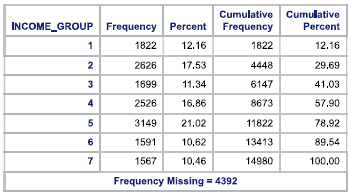 INCOME_GROUP Frequency Percent Cumulative Frequency Cumulative Percent
1 1822 12.16 1822 12.16
2 2626 17.53 4448 29.69
3 1699 11.34 6147 41.03
4 2526 16.86 8673 57.90
5 3149 21.02 11822 78.92
6 1591 10.62 13413 89.54
7 1567 10.46 14980 100.00
Frequency Missing = 4392